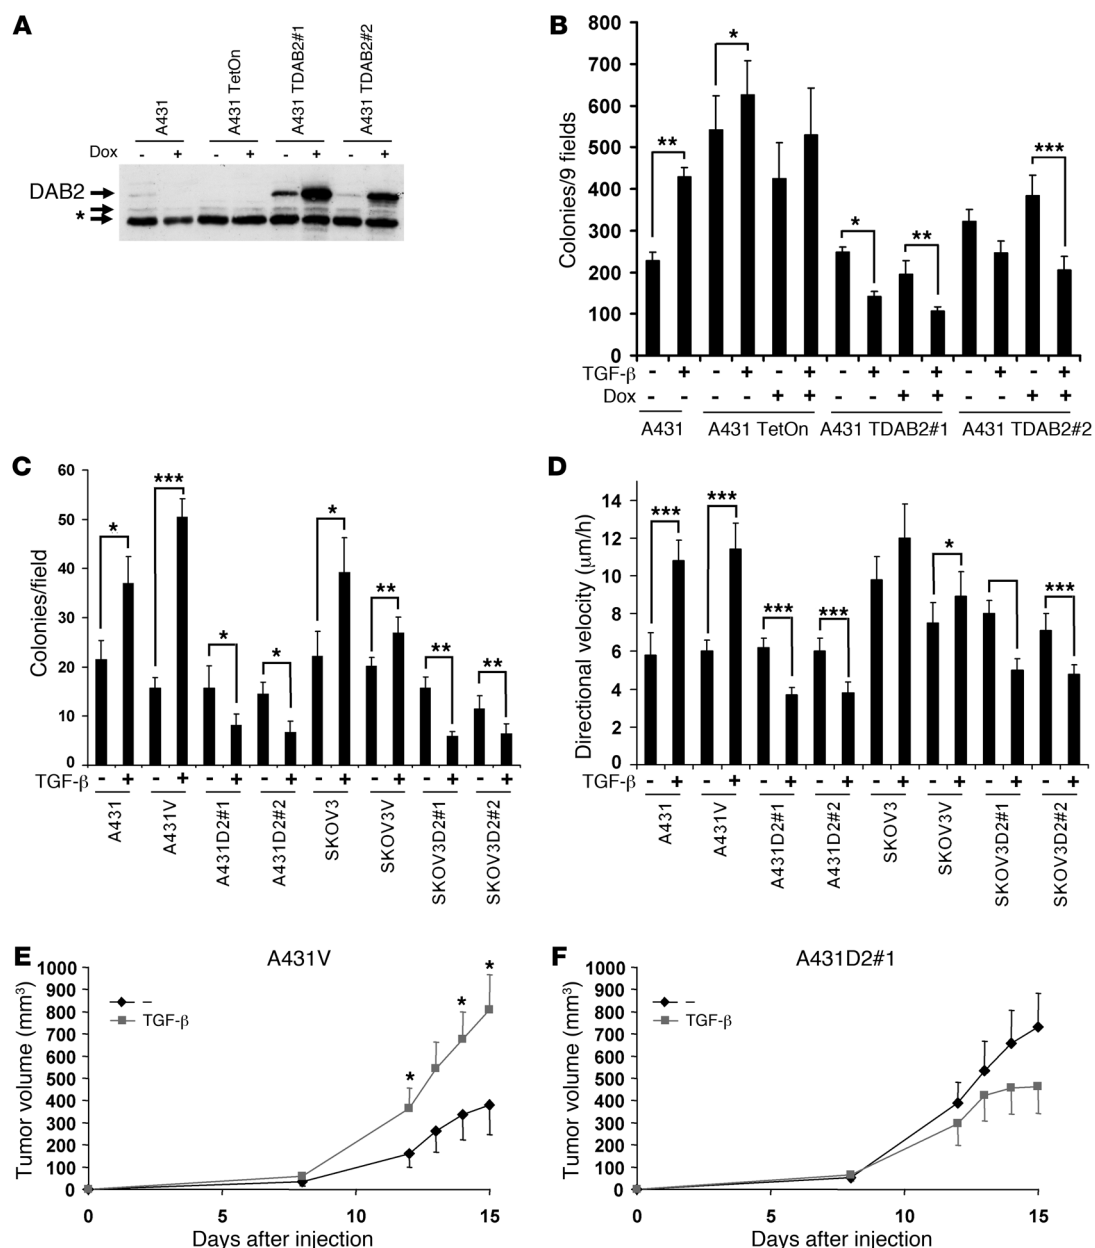 A
A431
A431 TetOn
A431 TDAB2#1
A431 TDAB2#2
Dox - + - + - + - +
DAB2
*
B
Colonies/9 fields
800
700
600
500
400
300
200
100
0
** * * ** ***
TGF-β - + - + - + - + - + - + - +
Dox - - - - + + - - + + - - + +
A431 A431 TetOn A431 TDAB2#1 A431 TDAB2#2
C
Colonies/field
60
50
40
30
20
10
0
* *** * * * ** ** **
TGF-β - + - + - + - + - + - + - + - +
A431
A431V
A431D2#1
A431D2#2
SKOV3
SKOV3V
SKOV3D2#1
SKOV3D2#2
D
Directional velocity (μm/h)
14
12
10
8
6
4
2
0
*** *** *** *** * ***
TGF-β - + - + - + - + - + - + - + - +
A431
A431V
A431D2#1
A431D2#2
SKOV3
SKOV3V
SKOV3D2#1
SKOV3D2#2
E
A431V
Tumor volume (mm³)
1000
900
800
700
600
500
400
300
200
100
0
–
TGF-β
* * *
0 5 10 15
Days after injection
F
A431D2#1
Tumor volume (mm³)
1000
900
800
700
600
500
400
300
200
100
0
–
TGF-β
0 5 10 15
Days after injection